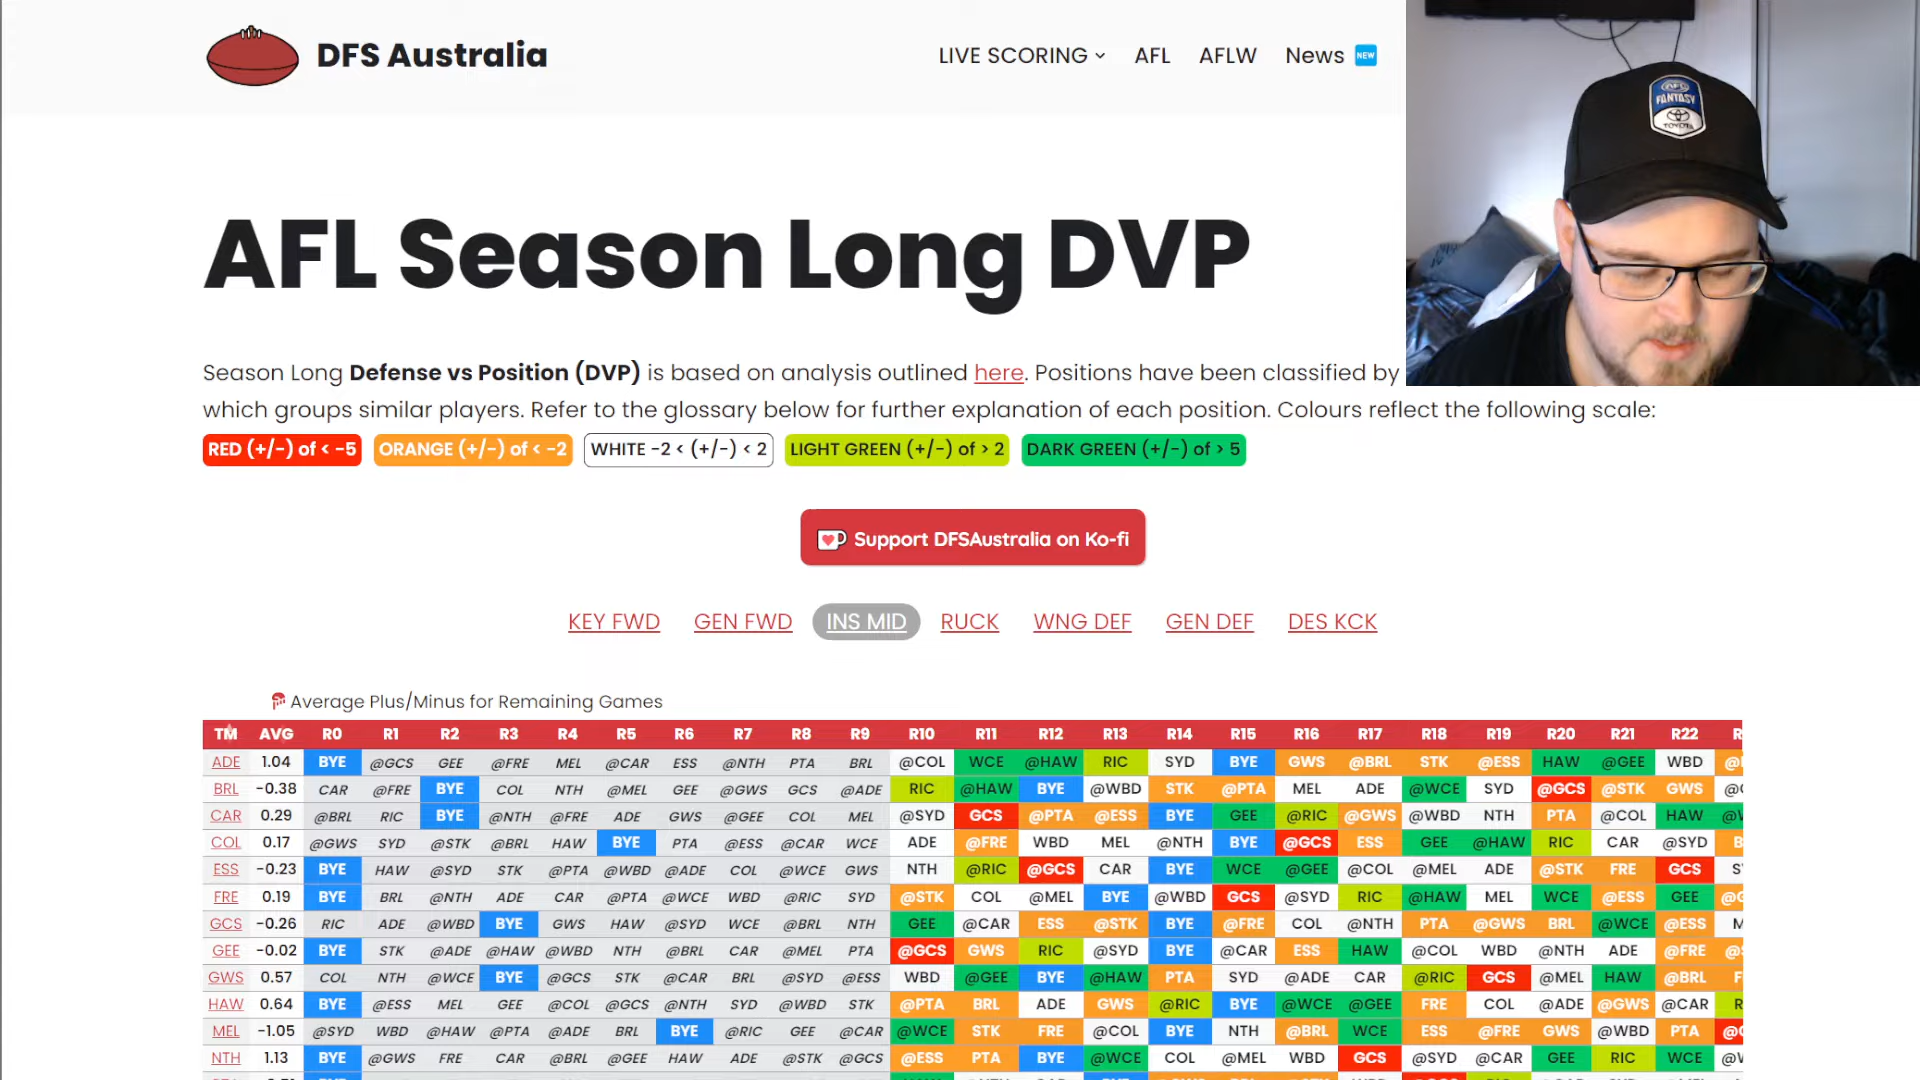 DFS Australia
LIVE SCORING AFL AFLW News NEW
AFL FANTASY TOYOTA
AFL Season Long DVP
Season Long Defense vs Position (DVP) is based on analysis outlined here. Positions have been classified by
which groups similar players. Refer to the glossary below for further explanation of each position. Colours reflect the following scale:
RED (+/-) of < -5 ORANGE (+/-) of < -2 WHITE -2 < (+/-) < 2 LIGHT GREEN (+/-) of > 2 DARK GREEN (+/-) of > 5
Support DFSAustralia on Ko-fi
KEY FWD GEN FWD INS MID RUCK WNG DEF GEN DEF DES KCK
Average Plus/Minus for Remaining Games
TM AVG R0 R1 R2 R3 R4 R5 R6 R7 R8 R9 R10 R11 R12 R13 R14 R15 R16 R17 R18 R19 R20 R21 R22
ADE 1.04 BYE @GCS GEE @FRE MEL @CAR ESS @NTH PTA BRL @COL WCE @HAW RIC SYD BYE GWS @BRL STK @ESS HAW @GEE WBD
BRL -0.38 CAR @FRE BYE COL NTH @MEL GEE @GWS GCS @ADE RIC @HAW BYE @WBD STK @PTA MEL ADE @WCE SYD @GCS @STK GWS
CAR 0.29 @BRL RIC BYE @NTH @FRE ADE GWS @GEE COL MEL @SYD GCS @PTA @ESS BYE GEE @RIC @GWS @WBD NTH PTA @COL HAW
COL 0.17 @GWS SYD @STK @BRL HAW BYE PTA @ESS @CAR WCE ADE @FRE WBD MEL @NTH BYE @GCS ESS GEE @HAW RIC CAR @SYD
ESS -0.23 BYE HAW @SYD STK @PTA @WBD @ADE COL @WCE GWS NTH @RIC @GCS CAR BYE WCE @GEE @COL @MEL ADE @STK FRE GCS
FRE 0.19 BYE BRL @NTH ADE CAR @PTA @WCE WBD @RIC SYD @STK COL @MEL BYE @WBD GCS @SYD RIC @HAW MEL WCE @ESS GEE
GCS -0.26 RIC ADE @WBD BYE GWS HAW @SYD WCE @BRL NTH GEE @CAR ESS @STK BYE @FRE COL @NTH PTA @GWS BRL @WCE @ESS
GEE -0.02 BYE STK @ADE @HAW @WBD NTH @BRL CAR @MEL PTA @GCS GWS RIC @SYD BYE @CAR ESS HAW @COL WBD @NTH ADE @FRE
GWS 0.57 COL NTH @WCE BYE @GCS STK @CAR BRL @SYD @ESS WBD @GEE BYE @HAW PTA SYD @ADE CAR @RIC GCS @MEL HAW @BRL
HAW 0.64 BYE @ESS MEL GEE @COL @GCS @NTH SYD @WBD STK @PTA BRL ADE GWS @RIC BYE @WCE @GEE FRE COL @ADE @GWS @CAR
MEL -1.05 @SYD WBD @HAW @PTA @ADE BRL BYE @RIC GEE @CAR @WCE STK FRE @COL BYE NTH @BRL WCE ESS @FRE GWS @WBD PTA
NTH 1.13 BYE @GWS FRE CAR @BRL @GEE HAW ADE @STK @GCS @ESS PTA BYE @WCE COL @MEL WBD GCS @SYD @CAR GEE RIC WCE